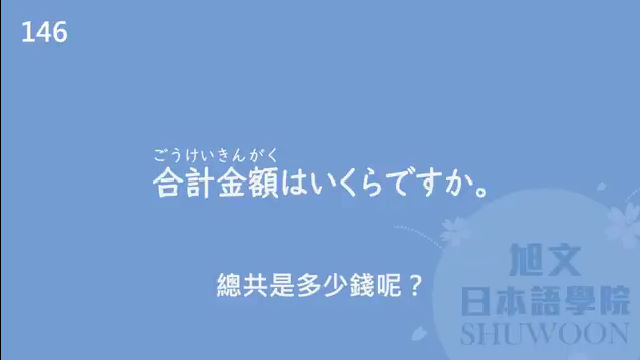 146
ごうけいきんがく
合計金額はいくらですか。
總共是多少錢呢？
旭文
日本語學院
SHUWOON